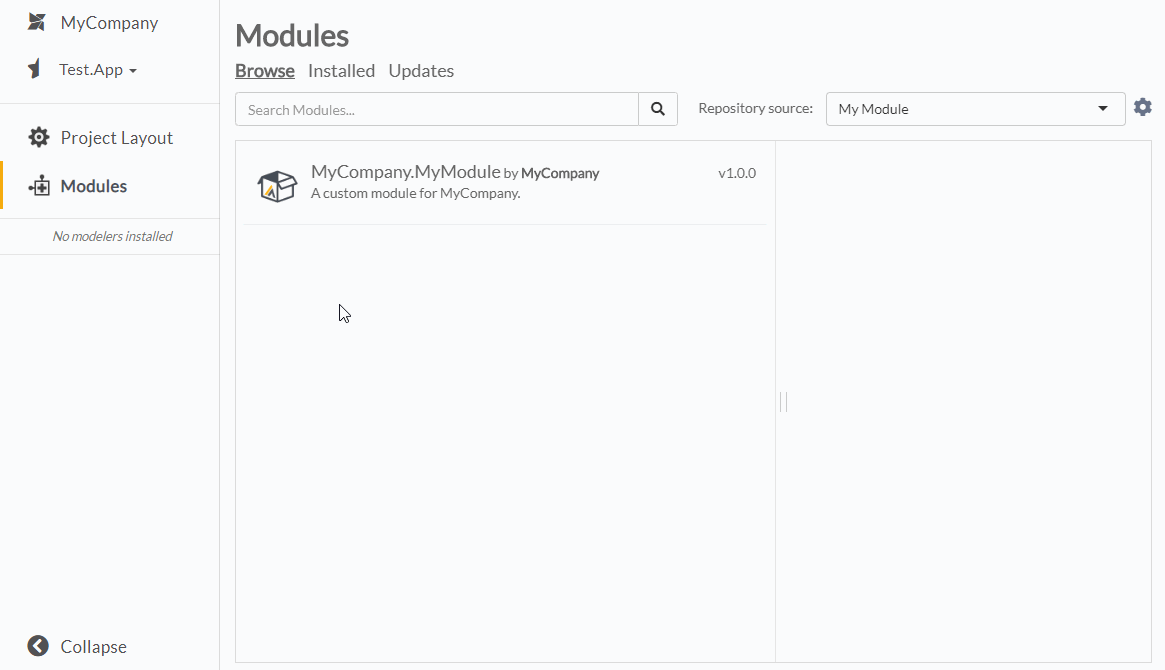 MyCompany
Test.App
Project Layout
Modules
No modelers installed
Collapse
Modules
Browse Installed Updates
Search Modules...
Repository source: My Module
MyCompany.MyModule by MyCompany v1.0.0
A custom module for MyCompany.